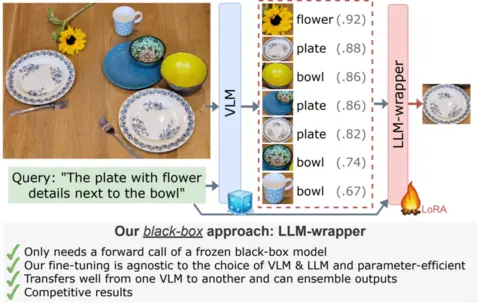 flower (.92)
plate (.88)
bowl (.86)
plate (.86)
plate (.82)
bowl (.74)
bowl (.67)
VLM
LLM-wrapper
LoRA
Query: "The plate with flower
details next to the bowl"
Our black-box approach: LLM-wrapper
Only needs a forward call of a frozen black-box model
Our fine-tuning is agnostic to the choice of VLM & LLM and parameter-efficient
Transfers well from one VLM to another and can ensemble outputs
Competitive results